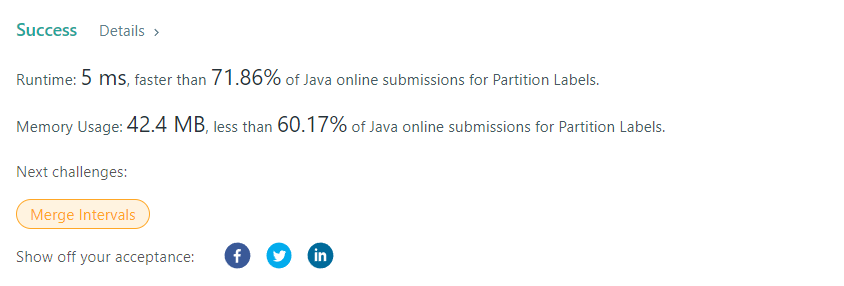 Success Details >
Runtime: 5 ms, faster than 71.86% of Java online submissions for Partition Labels.
Memory Usage: 42.4 MB, less than 60.17% of Java online submissions for Partition Labels.
Next challenges:
Merge Intervals
Show off your acceptance: f in